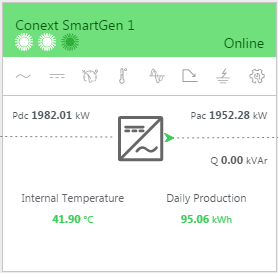 Conext SmartGen 1
Online
Pdc 1982.01 kW
Pac 1952.28 kW
Q 0.00 kVAr
Internal Temperature
Daily Production
41.90 °C
95.06 kWh